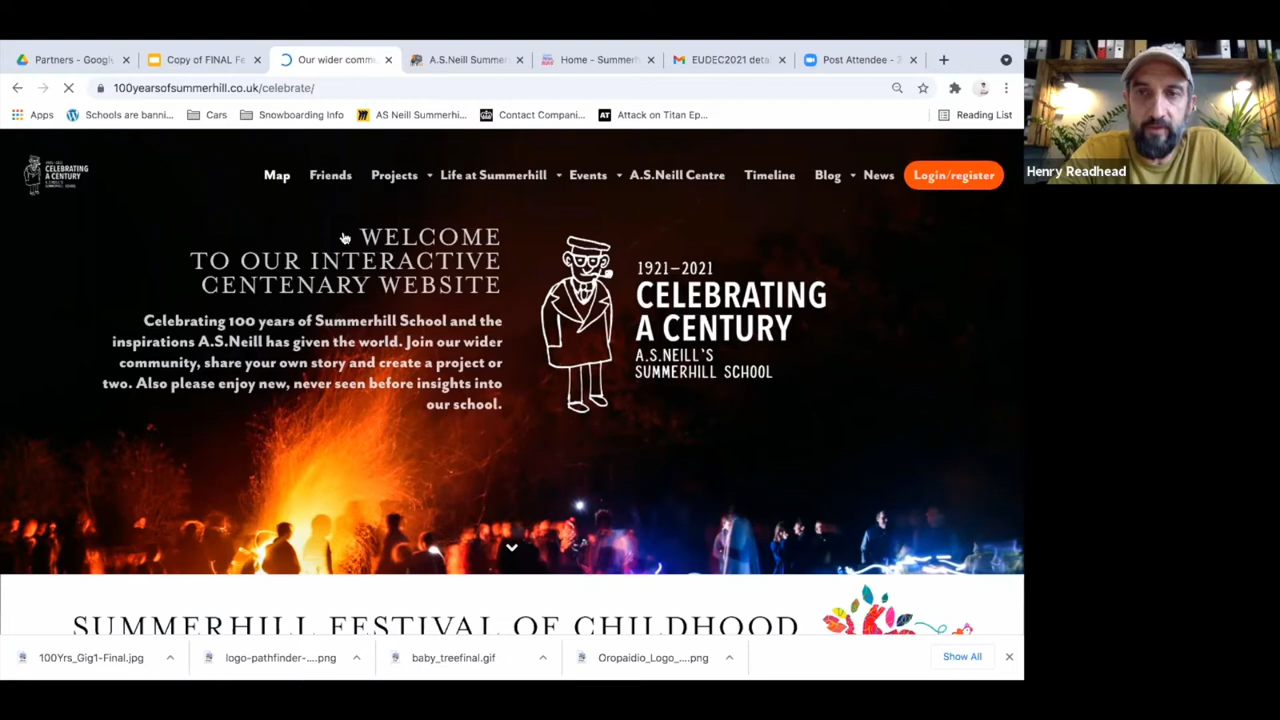 Partners - Googl
Copy of FINAL Fe
Our wider comm
A.S.Neill Summer
Home - Summerh
EUDEC2021 deta
Post Attendee - Z
100yearsofsummerhill.co.uk/celebrate/
Apps
Schools are banni...
Cars
Snowboarding Info
AS Neill Summerhi...
Contact Compani...
Attack on Titan Ep...
Reading List
Henry Readhead
CELEBRATING
A CENTURY
Map
Friends
Projects
Life at Summerhill
Events
A.S.Neill Centre
Timeline
Blog
News
Login/register
WELCOME
TO OUR INTERACTIVE
CENTENARY WEBSITE
Celebrating 100 years of Summerhill School and the
inspirations A.S.Neill has given the world. Join our wider
community, share your own story and create a project or
two. Also please enjoy new, never seen before insights into
our school.
1921–2021
CELEBRATING
A CENTURY
A.S.NEILL'S
SUMMERHILL SCHOOL
SUMMERHILL FESTIVAL OF CHILDHOOD
100Yrs_Gig1-Final.jpg
logo-pathfinder-....png
baby_treefinal.gif
Oropaidio_Logo_....png
Show All